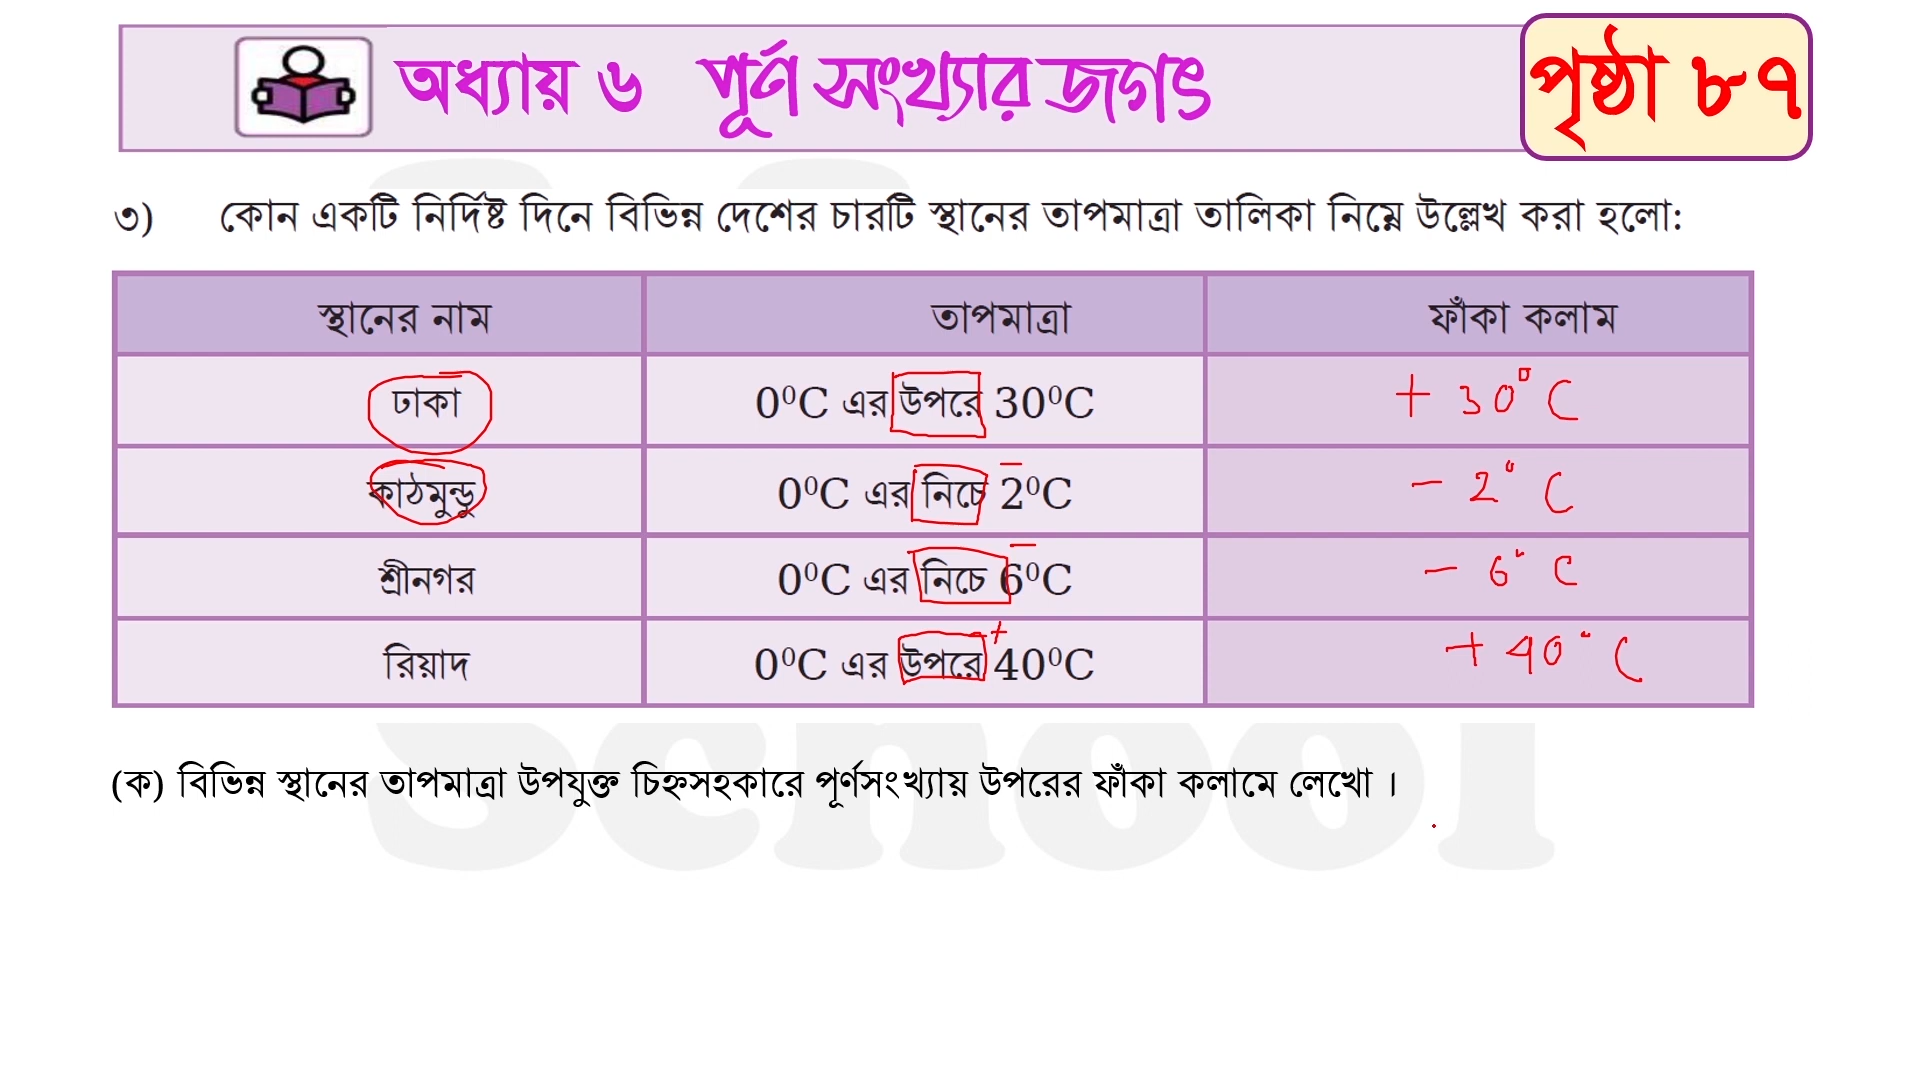 অধ্যায় ৬ পূর্ণ সংখ্যার জগৎ
পৃষ্ঠা ৮৭
৩) কোন একটি নির্দিষ্ট দিনে বিভিন্ন দেশের চারটি স্থানের তাপমাত্রা তালিকা নিম্নে উল্লেখ করা হলো:
স্থানের নাম তাপমাত্রা ফাঁকা কলাম
ঢাকা 0⁰C এর উপরে 30⁰C + 30° C
কাঠমুন্ডু 0⁰C এর নিচে – 2⁰C – 2° C
শ্রীনগর 0⁰C এর নিচে – 6⁰C – 6° C
রিয়াদ 0⁰C এর উপরে + 40⁰C + 40° C
School
(ক) বিভিন্ন স্থানের তাপমাত্রা উপযুক্ত চিহ্নসহকারে পূর্ণসংখ্যায় উপরের ফাঁকা কলামে লেখো ।